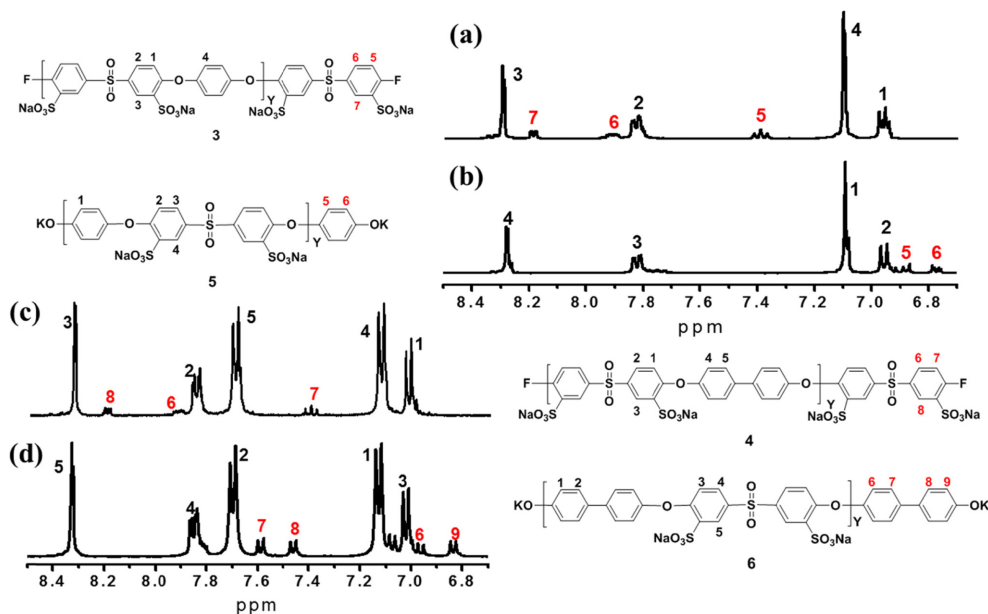 (a)
4
3
7
6
2
5
1
(b)
1
4
3
2
5
6
8.4 8.2 8.0 7.8 7.6 7.4 7.2 7.0 6.8
ppm
6 5
2 1 4
F O S O O O S O F
NaO₃S 3 SO₃Na Y NaO₃S 7 SO₃Na
3
1 2 3 5 6
KO O S O O O Y OK
NaO₃S 4 SO₃Na
5
(c)
3
8
6
2
5
7
4
1
(d)
5
4
2
7
8
1
3
6
9
8.4 8.2 8.0 7.8 7.6 7.4 7.2 7.0 6.8
ppm
2 1 4 5 6 7
F O S O O O S O F
NaO₃S 3 SO₃Na Y NaO₃S 8 SO₃Na
4
1 2 3 4 6 7 8 9
KO O S O O O Y OK
NaO₃S 5 SO₃Na
6